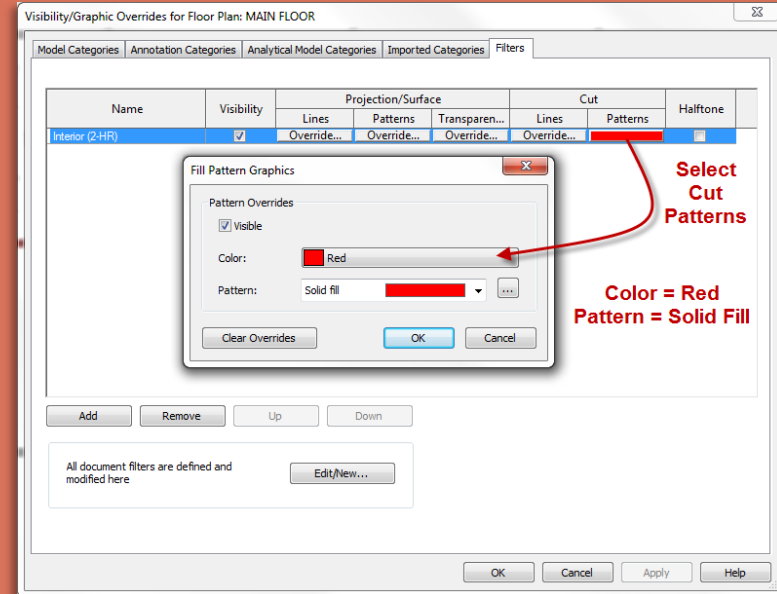 Visibility/Graphic Overrides for Floor Plan: MAIN FLOOR
Model Categories Annotation Categories Analytical Model Categories Imported Categories Filters
Name Visibility Projection/Surface Cut Halftone
Lines Patterns Transparen... Lines Patterns
Interior (2-HR) Override... Override... Override... Override...
Select
Cut
Patterns
Fill Pattern Graphics
Pattern Overrides
Visible
Color: Red
Pattern: Solid fill ...
Clear Overrides OK Cancel
Color = Red
Pattern = Solid Fill
Add Remove Up Down
All document filters are defined and
modified here
Edit/New...
OK Cancel Apply Help